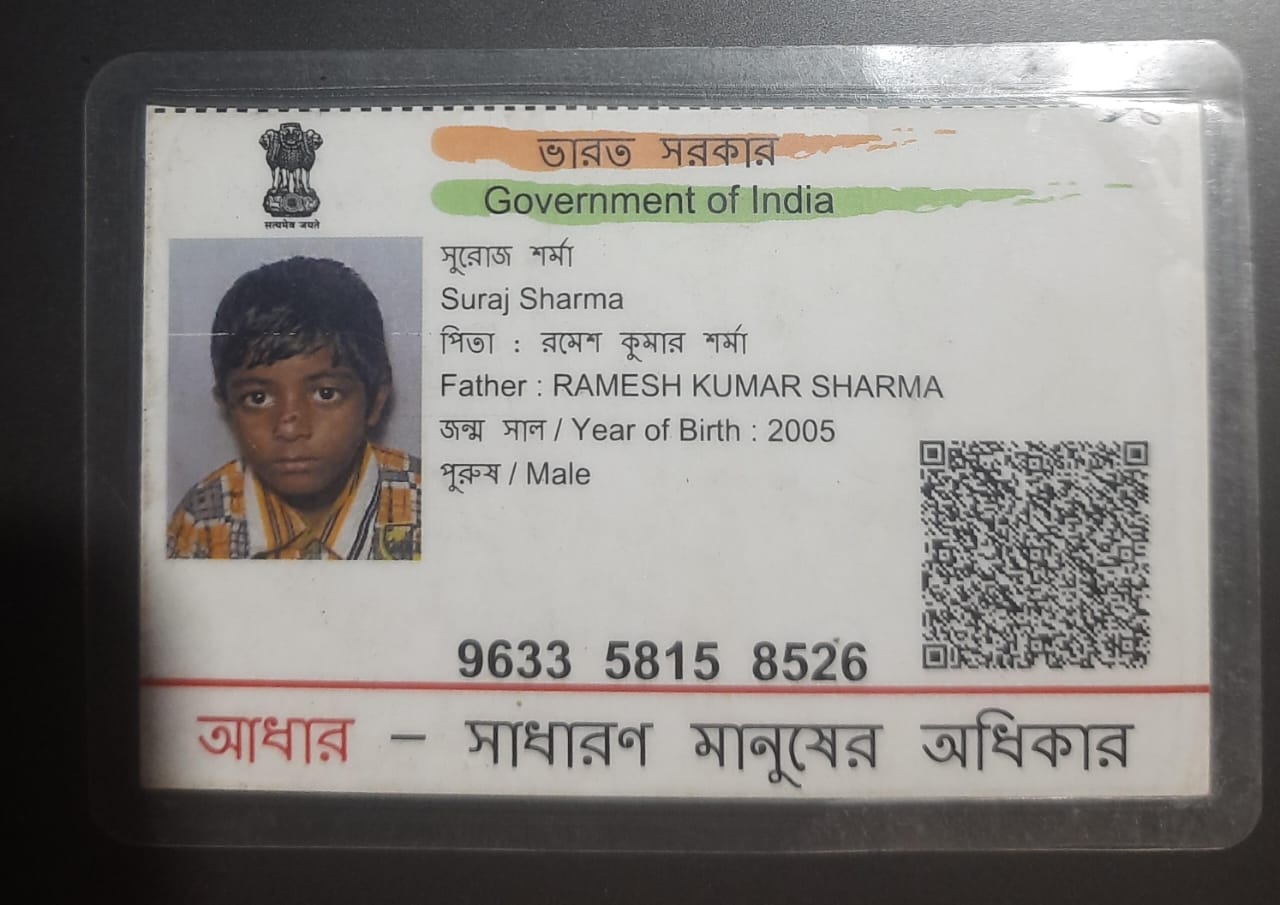 सत्यमेव जयते
ভারত সরকার
Government of India
সুরোজ শর্মা
Suraj Sharma
পিতা : রমেশ কুমার শর্মা
Father : RAMESH KUMAR SHARMA
জন্ম সাল / Year of Birth : 2005
পুরুষ / Male
9633 5815 8526
আধার – সাধারণ মানুষের অধিকার